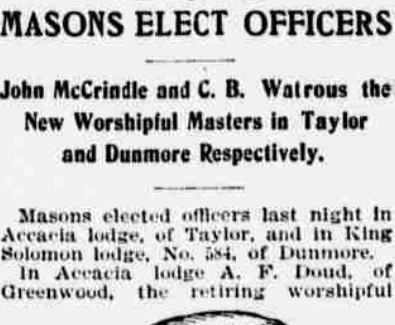 MASONS ELECT OFFICERS
John McCrindle and C. B. Watrous the
New Worshipful Masters in Taylor
and Dunmore Respectively.
Masons elected officers last night in
Accacia lodge, of Taylor, and in King
Solomon lodge, No. 584, of Dunmore.
In Accacia lodge A. F. Doud, of
Greenwood, the retiring worshipful